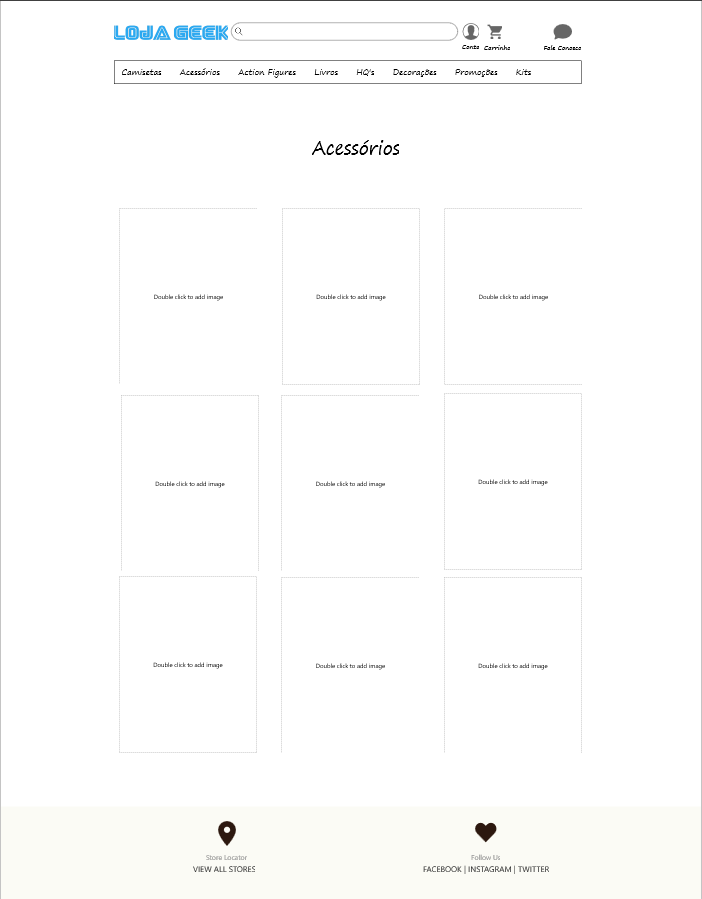 LOJA GEEK
Conta Carrinho Fale Conosco
Camisetas Acessórios Action Figures Livros HQ's Decorações Promoções Kits
Acessórios
Double click to add image Double click to add image Double click to add image
Double click to add image Double click to add image Double click to add image
Double click to add image Double click to add image Double click to add image
Store Locator Follow Us
VIEW ALL STORES FACEBOOK | INSTAGRAM | TWITTER